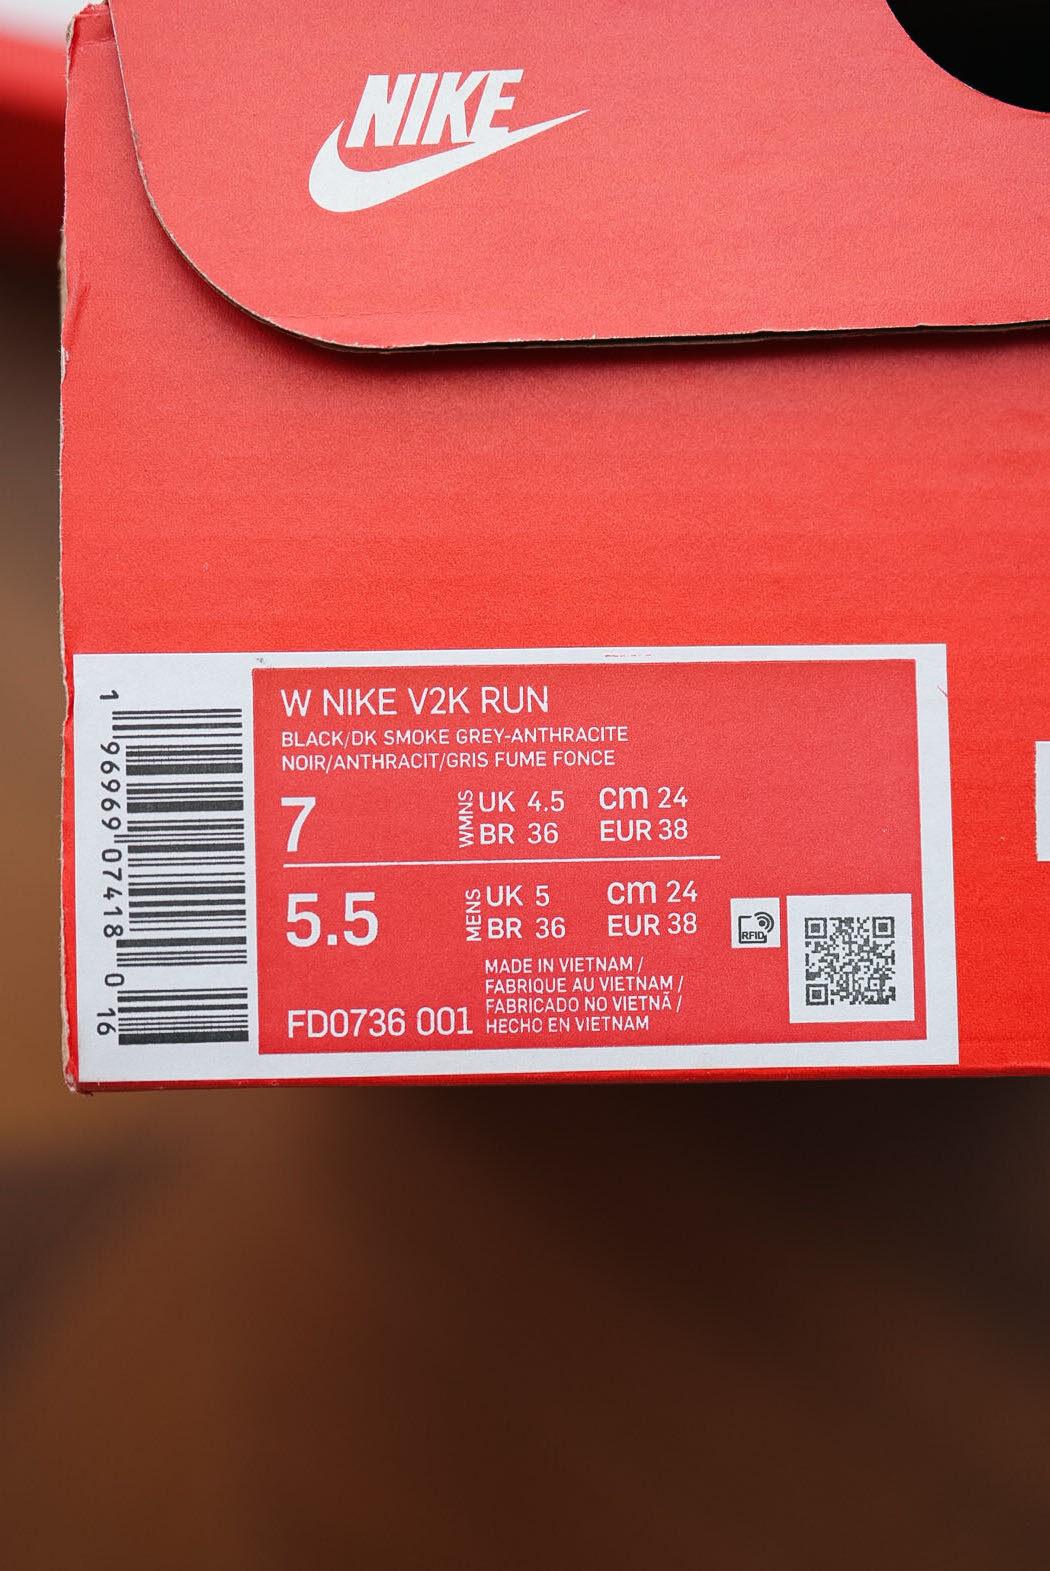 NIKE
W NIKE V2K RUN
BLACK/DK SMOKE GREY-ANTHRACITE
NOIR/ANTHRACIT/GRIS FUME FONCE
7 WMNS UK 4.5 cm 24
BR 36 EUR 38
5.5 MENS UK 5 cm 24
BR 36 EUR 38
MADE IN VIETNAM /
FABRIQUE AU VIETNAM /
FABRICADO NO VIETNÃ /
HECHO EN VIETNAM
FD0736 001
RFID
1 96969 07418 0 16